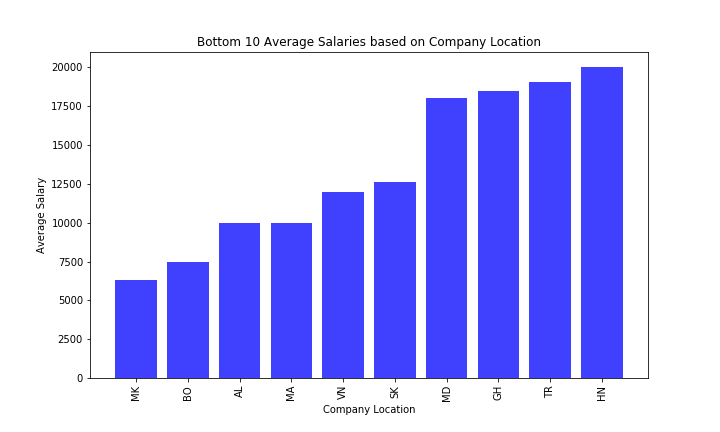 Bottom 10 Average Salaries based on Company Location
20000
17500
15000
12500
10000
7500
5000
2500
0
Average Salary
MK
BO
AL
MA
VN
SK
MD
GH
TR
HN
Company Location